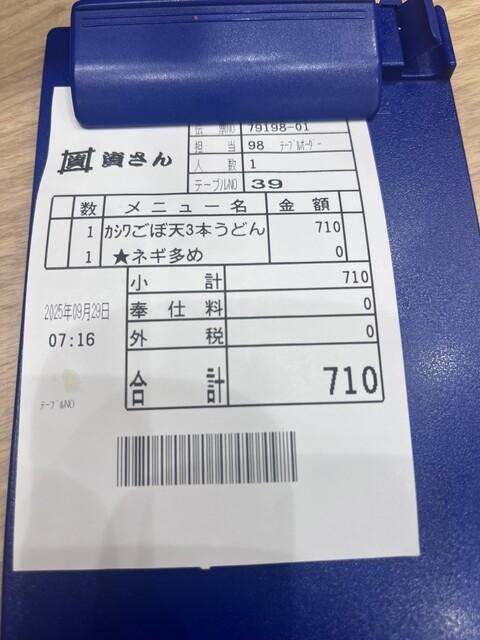 伝票NO 79198-01
担当 98 テーブルオーダー
人数 1
テーブルNO 39
資 資さん
数 メニュー名 金額
1 カシワごぼ天3本うどん 710
1 ★ネギ多め 0
小計 710
奉仕料 0
外税 0
合計 710
2025年09月29日
07:16
テーブルNO